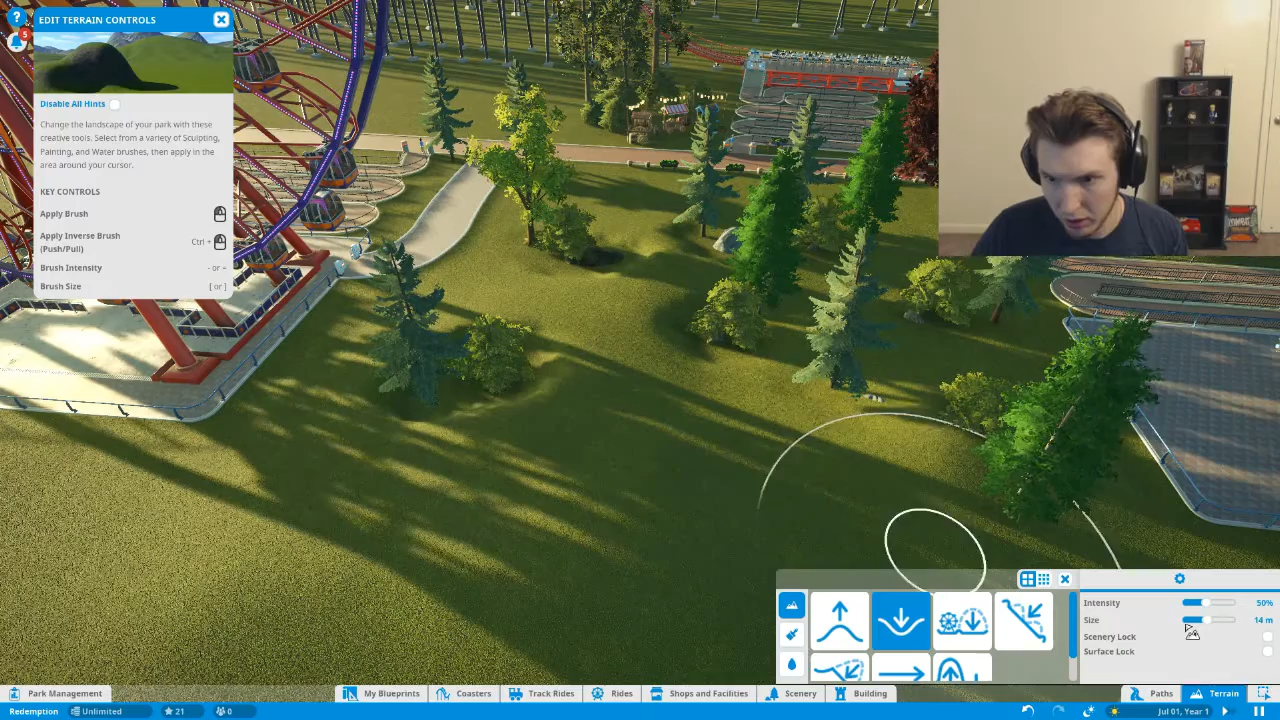 EDIT TERRAIN CONTROLS
5
Disable All Hints
Change the landscape of your park with these
creative tools. Select from a variety of Sculpting,
Painting, and Water brushes, then apply in the
area around your cursor.
KEY CONTROLS
Apply Brush
Apply Inverse Brush
(Push/Pull)
Ctrl +
Brush Intensity
- or =
Brush Size
[ or ]
Intensity
50%
Size
14 m
Scenery Lock
Surface Lock
Park Management
My Blueprints
Coasters
Track Rides
Rides
Shops and Facilities
Scenery
Building
Paths
Terrain
Redemption
Unlimited
21
0
Jul 01, Year 1